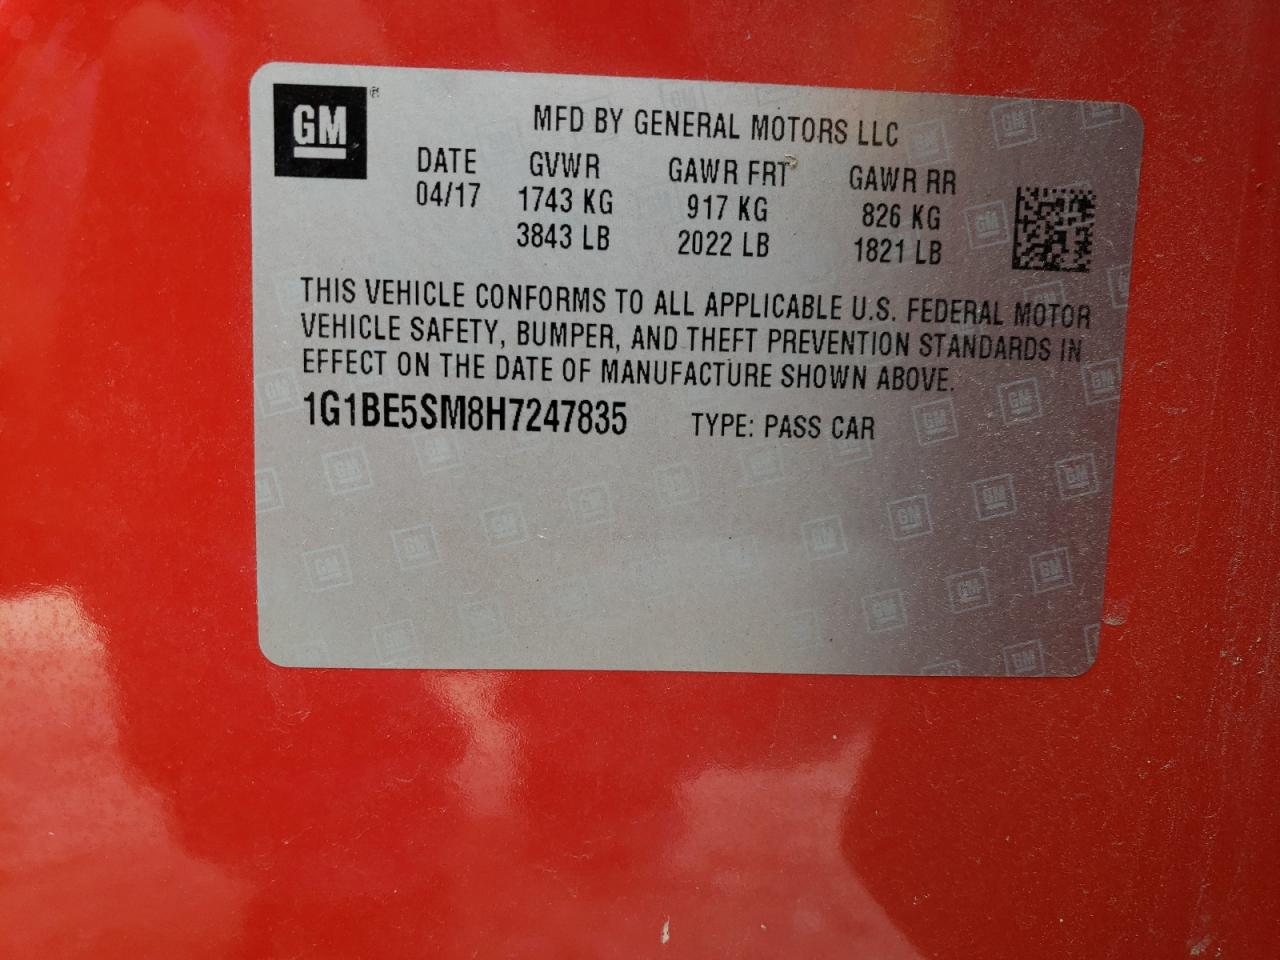 GM®
MFD BY GENERAL MOTORS LLC
DATE GVWR GAWR FRT GAWR RR
04/17 1743 KG 917 KG 826 KG
3843 LB 2022 LB 1821 LB
THIS VEHICLE CONFORMS TO ALL APPLICABLE U.S. FEDERAL MOTOR
VEHICLE SAFETY, BUMPER, AND THEFT PREVENTION STANDARDS IN
EFFECT ON THE DATE OF MANUFACTURE SHOWN ABOVE.
1G1BE5SM8H7247835 TYPE: PASS CAR